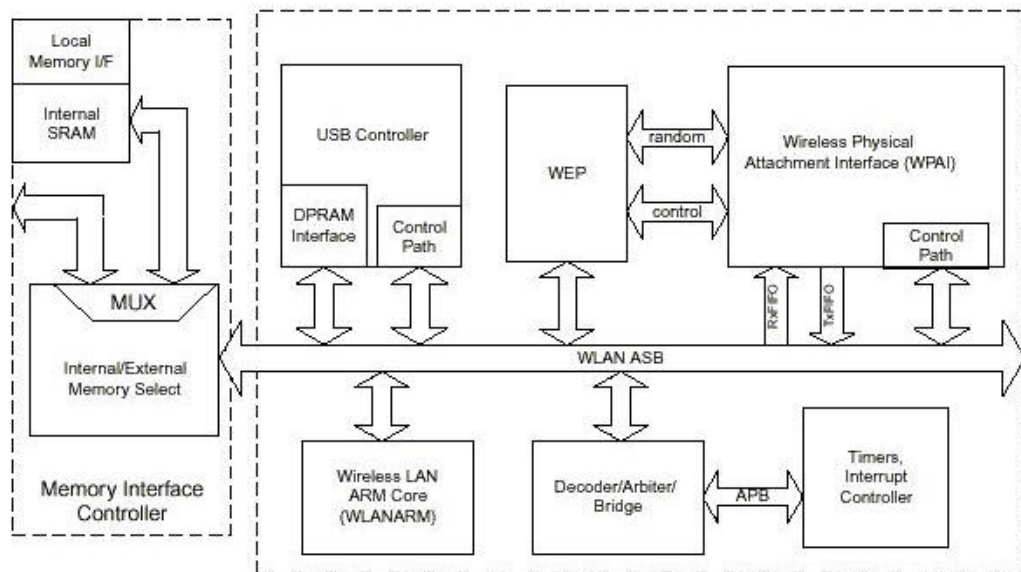 Local
Memory I/F
Internal
SRAM
MUX
Internal/External
Memory Select
Memory Interface
Controller
USB Controller
DPRAM
Interface
Control
Path
WEP
random
control
Wireless Physical
Attachment Interface (WPAI)
Control
Path
RxFIFO
TxFIFO
WLAN ASB
Wireless LAN
ARM Core
(WLANARM)
Decoder/Arbiter/
Bridge
APB
Timers,
Interrupt
Controller